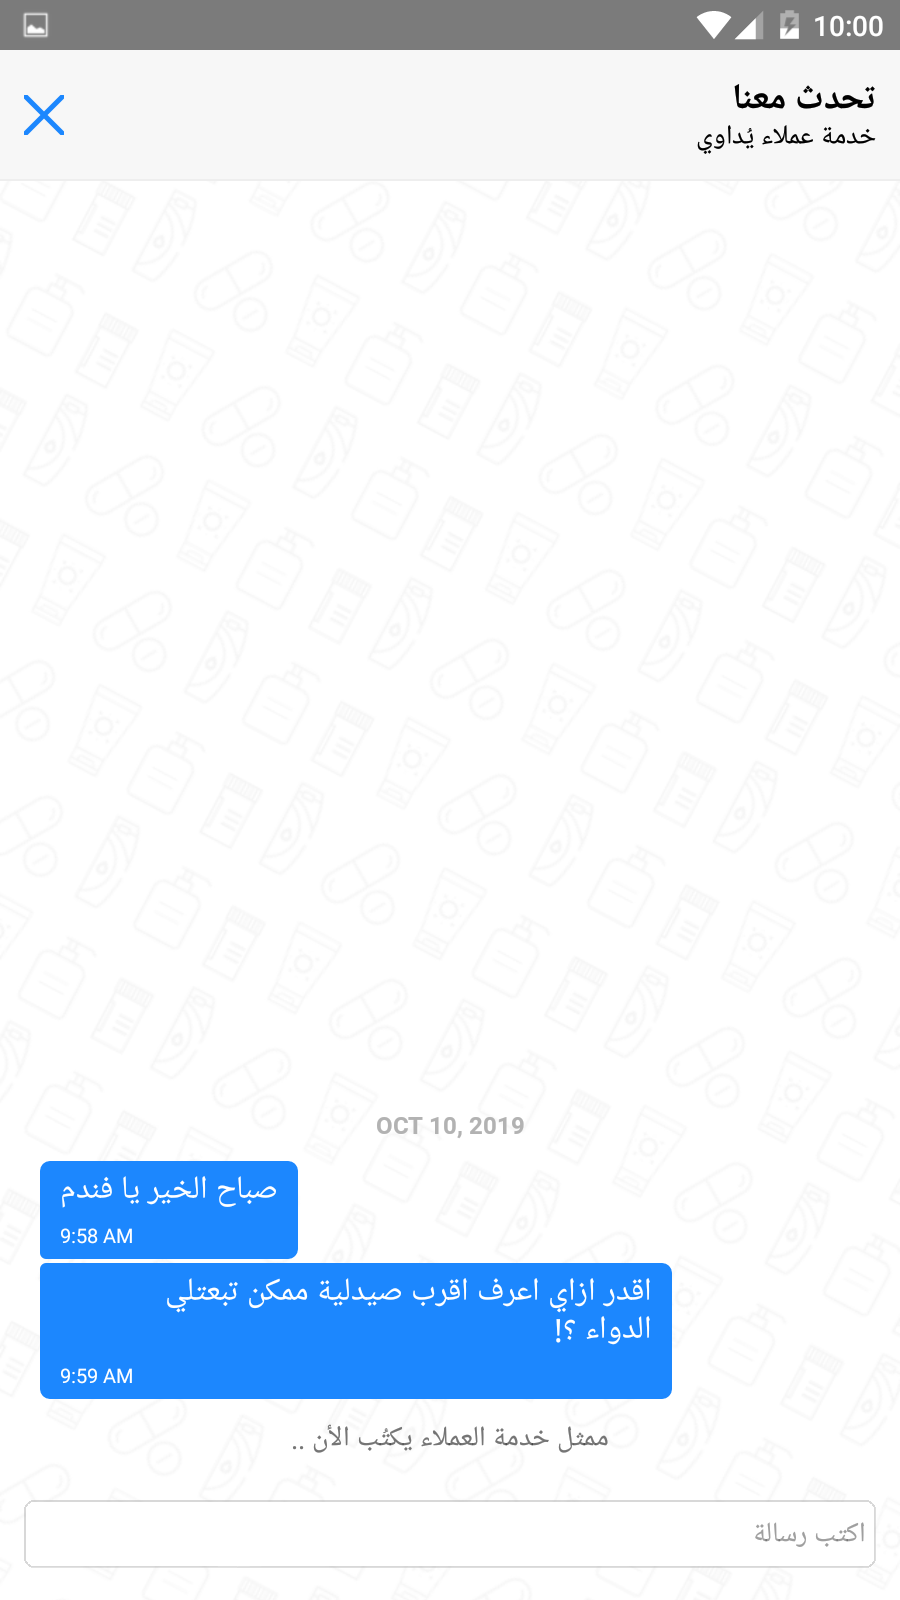 10:00
تحدث معنا
خدمة عملاء يُداوي
OCT 10, 2019
صباح الخير يا فندم
9:58 AM
اقدر ازاي اعرف اقرب صيدلية ممكن تبعتلي
الدواء ؟!
9:59 AM
ممثل خدمة العملاء يكتُب الأن ..
اكتب رسالة